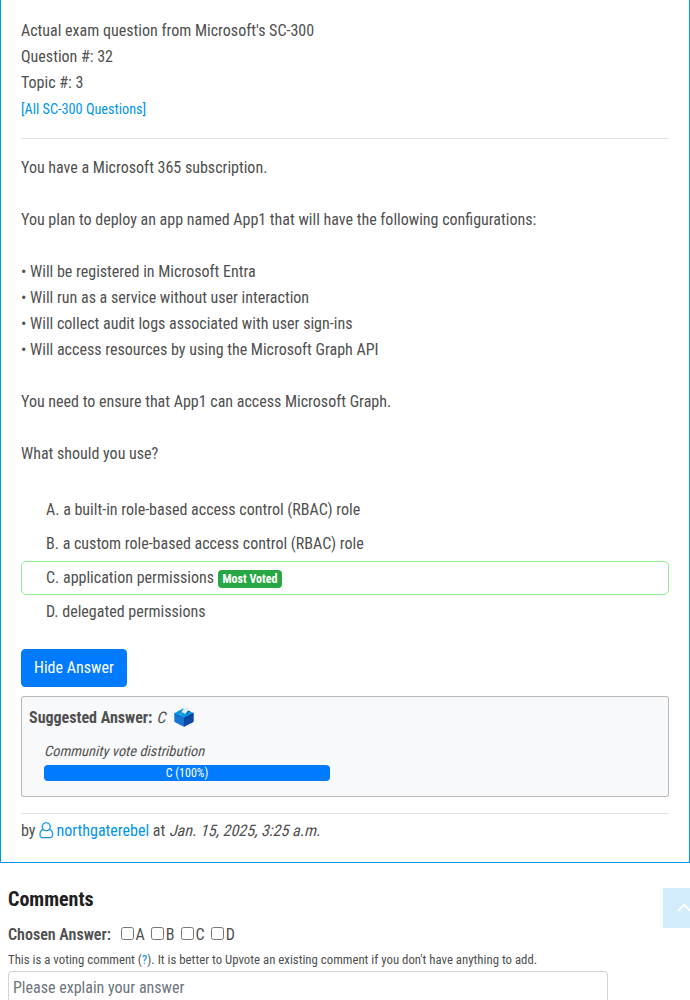 Actual exam question from Microsoft's SC-300
Question #: 32
Topic #: 3
[All SC-300 Questions]
You have a Microsoft 365 subscription.
You plan to deploy an app named App1 that will have the following configurations:
• Will be registered in Microsoft Entra
• Will run as a service without user interaction
• Will collect audit logs associated with user sign-ins
• Will access resources by using the Microsoft Graph API
You need to ensure that App1 can access Microsoft Graph.
What should you use?
A. a built-in role-based access control (RBAC) role
B. a custom role-based access control (RBAC) role
C. application permissions Most Voted
D. delegated permissions
Hide Answer
Suggested Answer: C
Community vote distribution
C (100%)
by northgaterebel at Jan. 15, 2025, 3:25 a.m.
Comments
Chosen Answer: A B C D
This is a voting comment (?). It is better to Upvote an existing comment if you don't have anything to add.
Please explain your answer